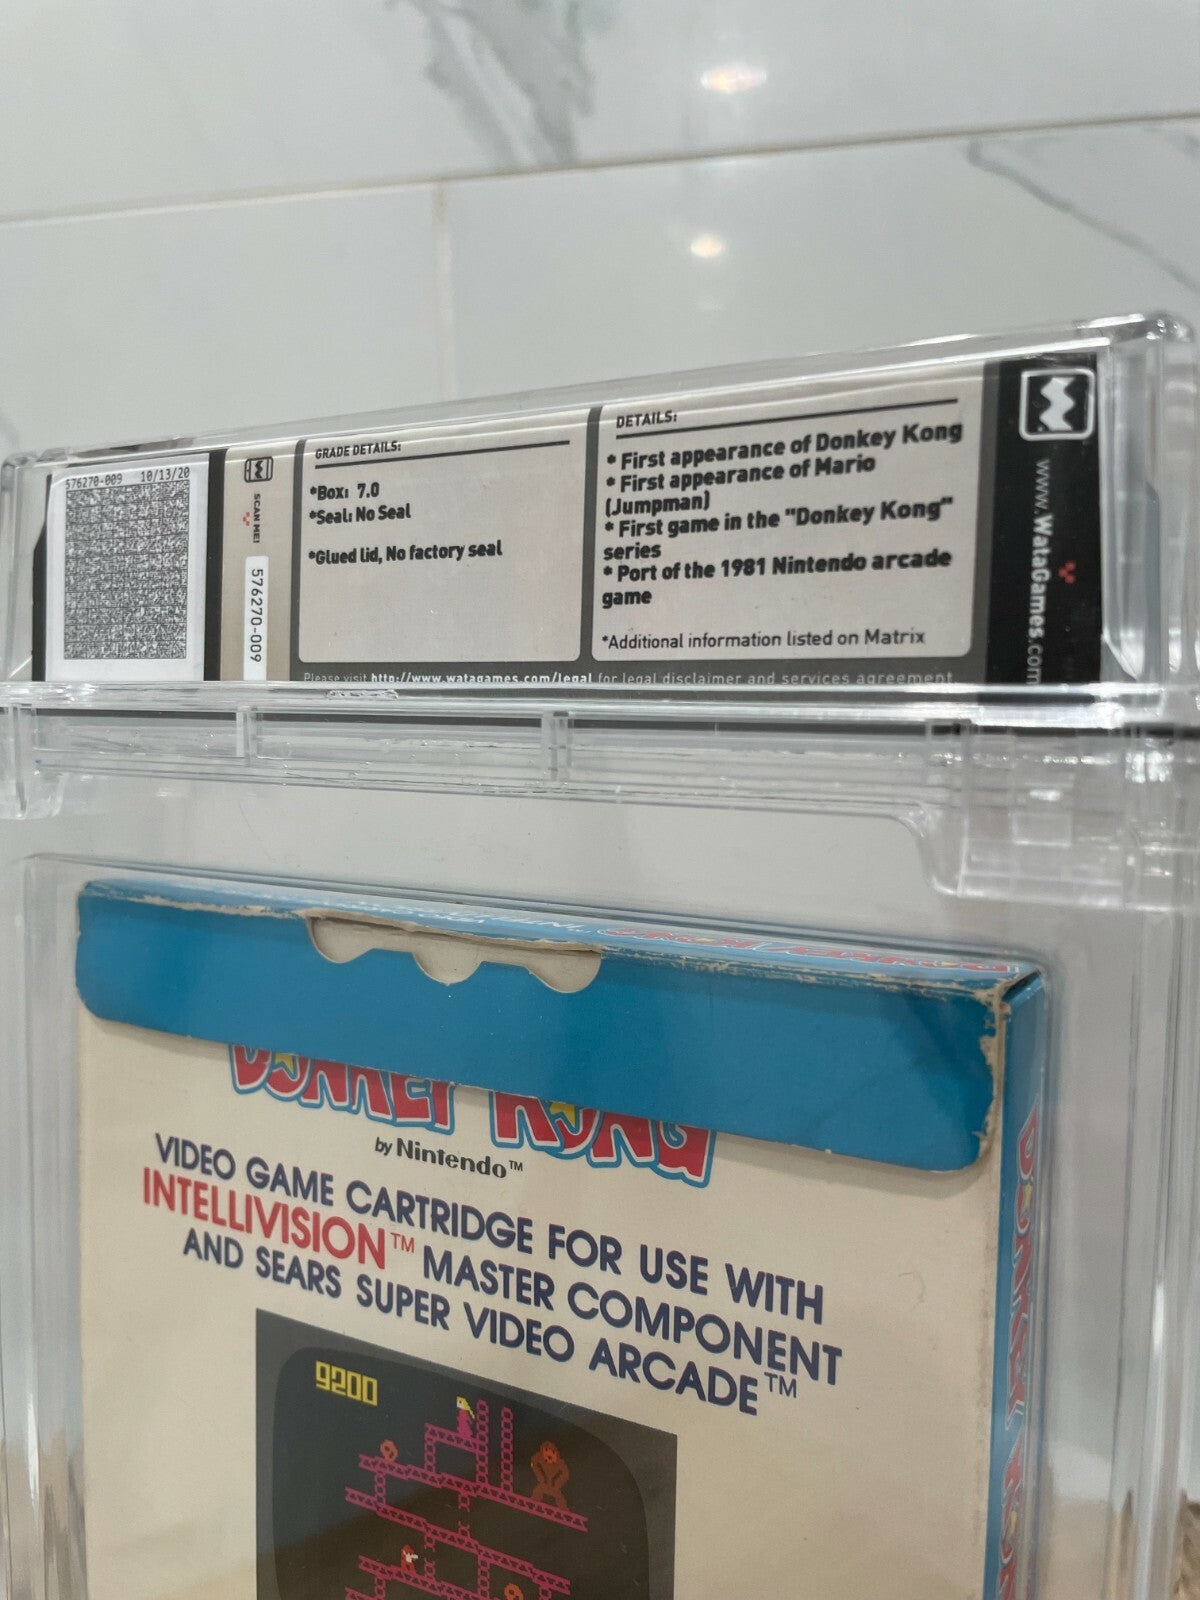 576270-009 10/13/20
SCAN ME!
576270-009
GRADE DETAILS:
*Box: 7.0
*Seal: No Seal
*Glued lid, No factory seal
DETAILS:
* First appearance of Donkey Kong
* First appearance of Mario
(Jumpman)
* First game in the "Donkey Kong"
series
* Port of the 1981 Nintendo arcade
game
*Additional information listed on Matrix
Please visit http://www.watagames.com/legal for legal disclaimer and services agreement
www.WataGames.com
DONKEY KONG
DONKEY KONG
by Nintendo™
VIDEO GAME CARTRIDGE FOR USE WITH
INTELLIVISION™ MASTER COMPONENT
AND SEARS SUPER VIDEO ARCADE™
9200
DONKEY KONG